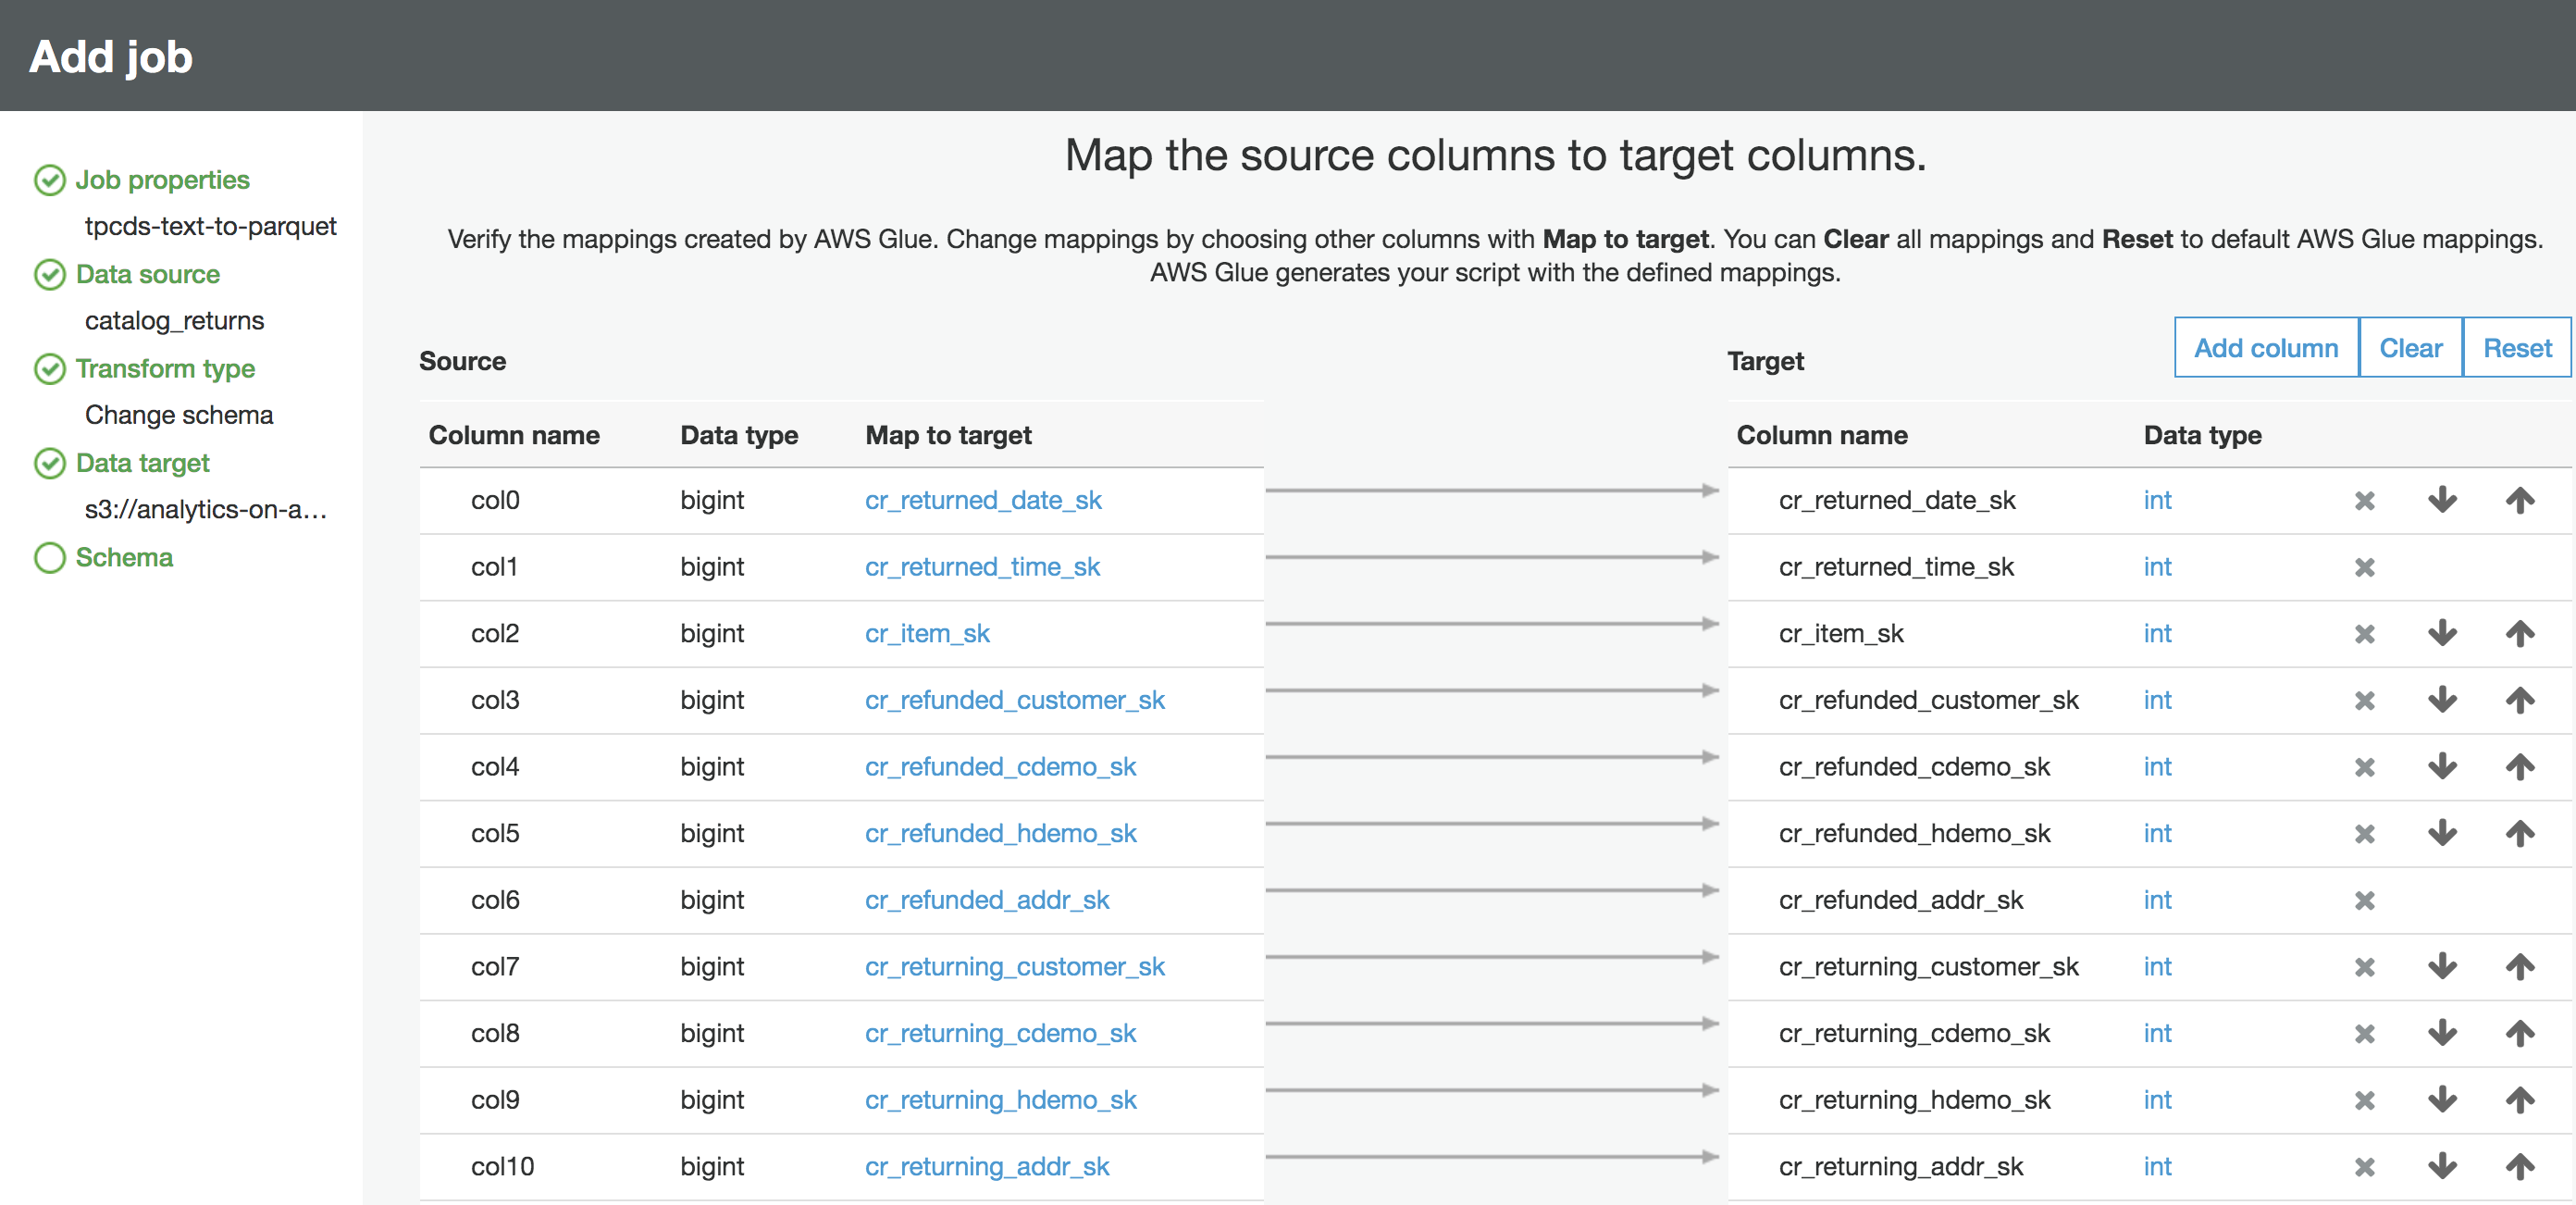 Add job
Job properties
tpcds-text-to-parquet
Data source
catalog_returns
Transform type
Change schema
Data target
s3://analytics-on-a...
Schema
Map the source columns to target columns.
Verify the mappings created by AWS Glue. Change mappings by choosing other columns with Map to target. You can Clear all mappings and Reset to default AWS Glue mappings.
AWS Glue generates your script with the defined mappings.
Add column Clear Reset
Source Target
Column name Data type Map to target Column name Data type
col0 bigint cr_returned_date_sk cr_returned_date_sk int
col1 bigint cr_returned_time_sk cr_returned_time_sk int
col2 bigint cr_item_sk cr_item_sk int
col3 bigint cr_refunded_customer_sk cr_refunded_customer_sk int
col4 bigint cr_refunded_cdemo_sk cr_refunded_cdemo_sk int
col5 bigint cr_refunded_hdemo_sk cr_refunded_hdemo_sk int
col6 bigint cr_refunded_addr_sk cr_refunded_addr_sk int
col7 bigint cr_returning_customer_sk cr_returning_customer_sk int
col8 bigint cr_returning_cdemo_sk cr_returning_cdemo_sk int
col9 bigint cr_returning_hdemo_sk cr_returning_hdemo_sk int
col10 bigint cr_returning_addr_sk cr_returning_addr_sk int